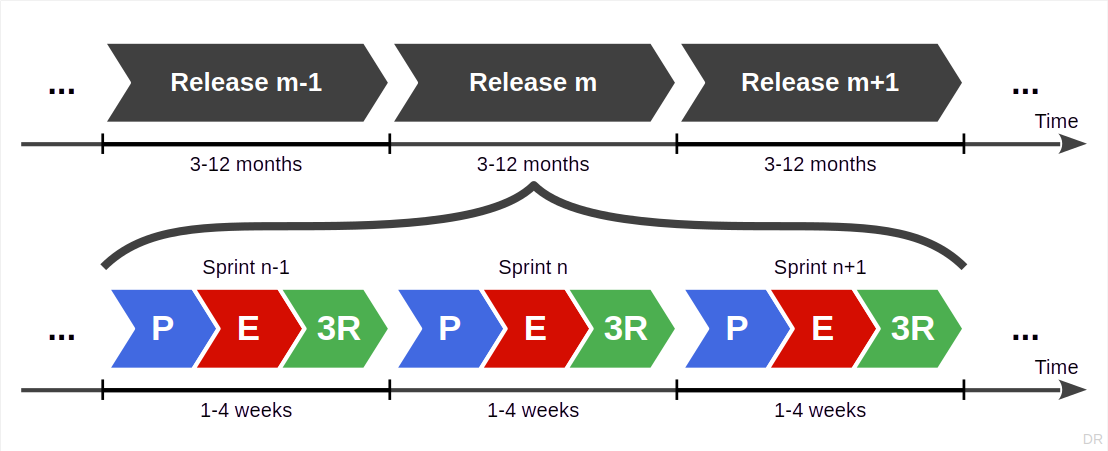 ... Release m-1 Release m Release m+1 ...
Time
3-12 months 3-12 months 3-12 months
Sprint n-1 Sprint n Sprint n+1
... P E 3R P E 3R P E 3R ...
Time
1-4 weeks 1-4 weeks 1-4 weeks
DR